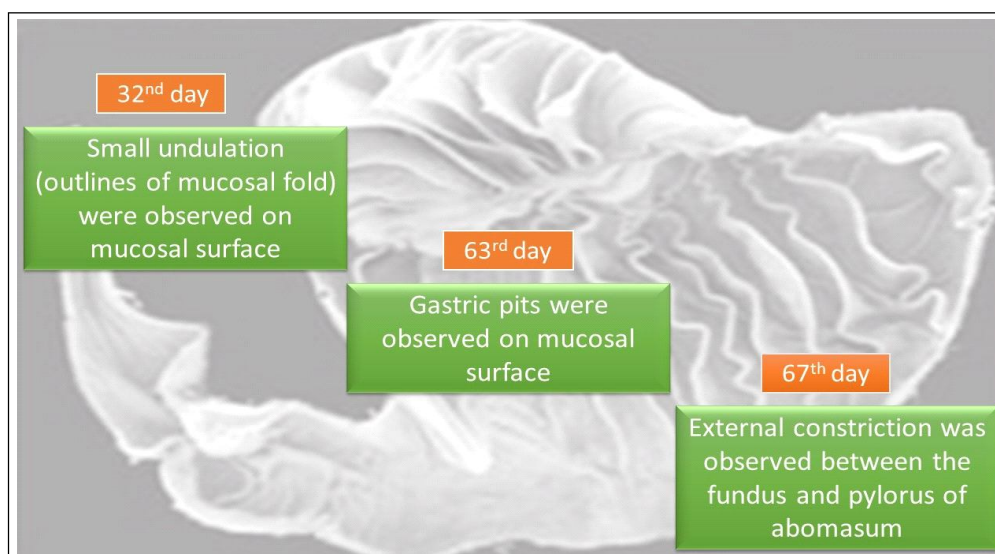 32nd day
Small undulation
(outlines of mucosal fold)
were observed on
mucosal surface
63rd day
Gastric pits were
observed on mucosal
surface
67th day
External constriction was
observed between the
fundus and pylorus of
abomasum